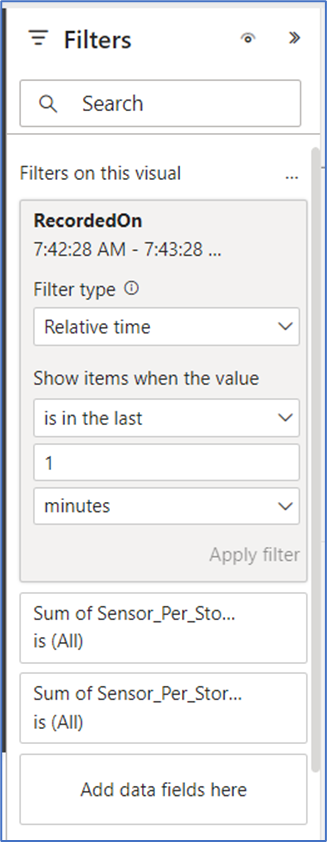 Filters
Search
Filters on this visual
...
RecordedOn
7:42:28 AM - 7:43:28 ...
Filter type
Relative time
Show items when the value
is in the last
1
minutes
Apply filter
Sum of Sensor_Per_Sto...
is (All)
Sum of Sensor_Per_Stor...
is (All)
Add data fields here